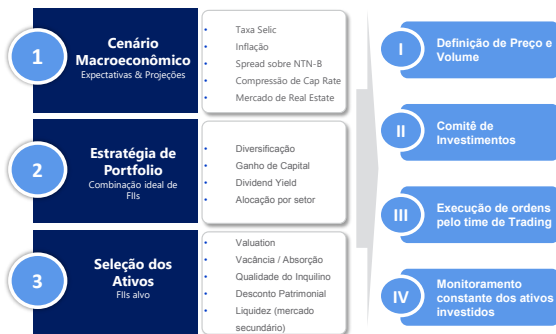 1
Cenário
Macroeconômico
Expectativas & Projeções
• Taxa Selic
• Inflação
• Spread sobre NTN-B
• Compressão de Cap Rate
• Mercado de Real Estate
2
Estratégia de
Portfolio
Combinação ideal de
FIIs
• Diversificação
• Ganho de Capital
• Dividend Yield
• Alocação por setor
3
Seleção dos
Ativos
FIIs alvo
• Valuation
• Vacância / Absorção
• Qualidade do Inquilino
• Desconto Patrimonial
• Liquidez (mercado
secundário)
I
Definição de Preço e
Volume
II
Comitê de
Investimentos
III
Execução de ordens
pelo time de Trading
IV
Monitoramento
constante dos ativos
investidos